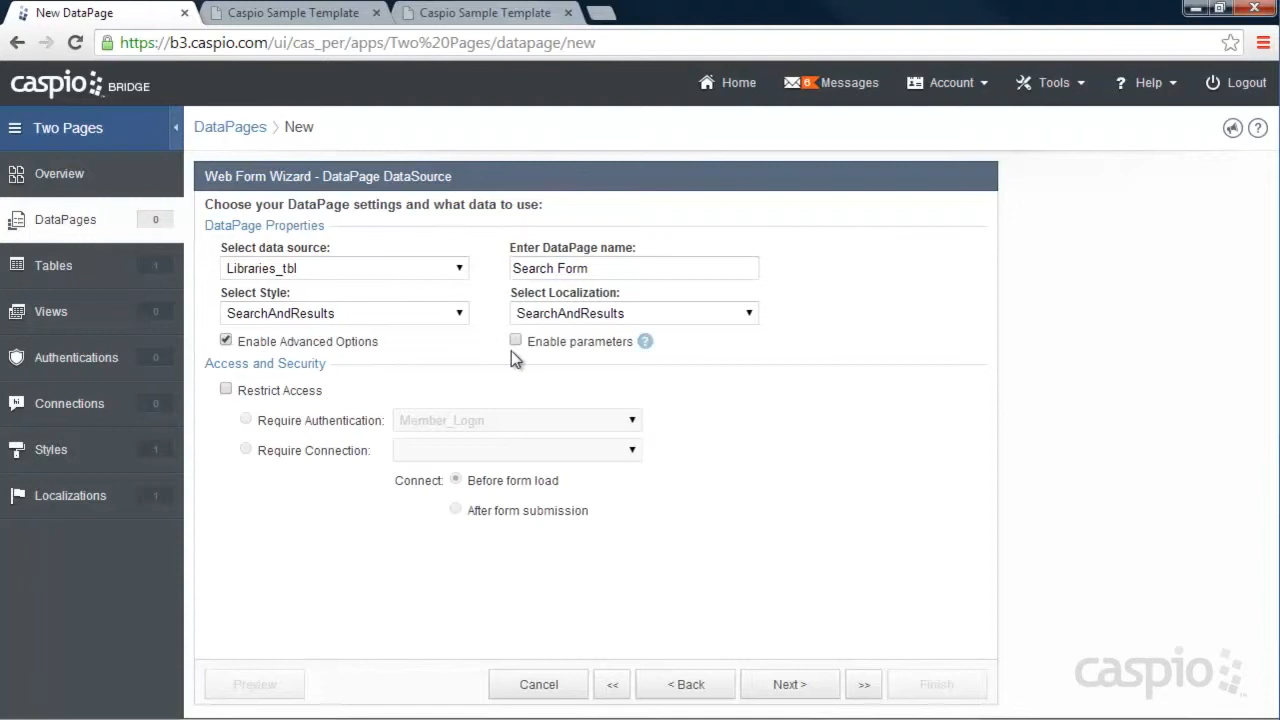 New DataPage
Caspio Sample Template
Caspio Sample Template
https://b3.caspio.com/ui/cas_per/apps/Two%20Pages/datapage/new
caspio BRIDGE
Home
6 Messages
Account
Tools
? Help
Logout
Two Pages
DataPages > New
?
Overview
DataPages 0
Tables 1
Views 0
Authentications 0
hi Connections 0
Styles 1
Localizations 1
Web Form Wizard - DataPage DataSource
Choose your DataPage settings and what data to use:
DataPage Properties
Select data source:
Enter DataPage name:
Libraries_tbl
Search Form
Select Style:
Select Localization:
SearchAndResults
SearchAndResults
Enable Advanced Options
Enable parameters ?
Access and Security
Restrict Access
Require Authentication: Member_Login
Require Connection:
Connect: Before form load
After form submission
Preview
Cancel
<<
< Back
Next >
>>
Finish
caspio